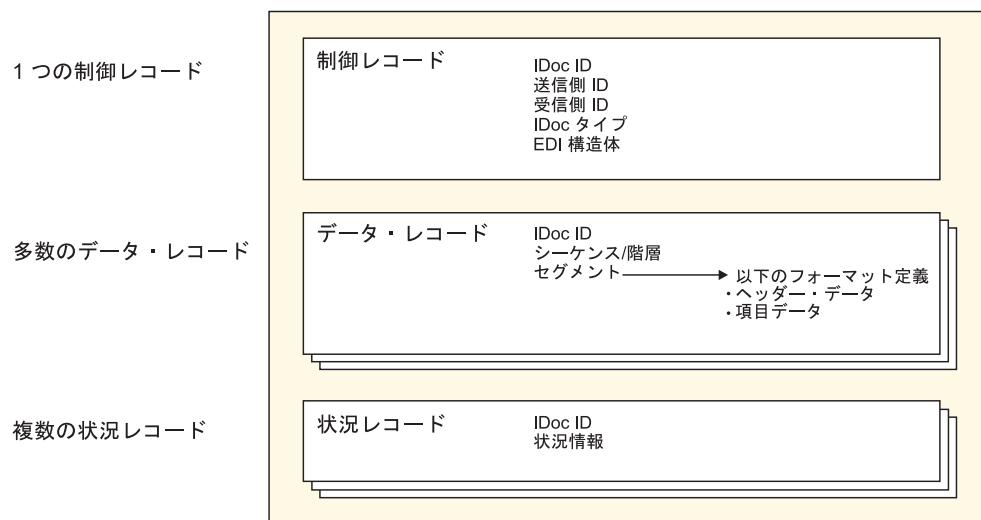 1 つの制御レコード
制御レコード
IDoc ID
送信側 ID
受信側 ID
IDoc タイプ
EDI 構造体
多数のデータ・レコード
データ・レコード
IDoc ID
シーケンス/階層
セグメント
以下のフォーマット定義
・ヘッダー・データ
・項目データ
複数の状況レコード
状況レコード
IDoc ID
状況情報